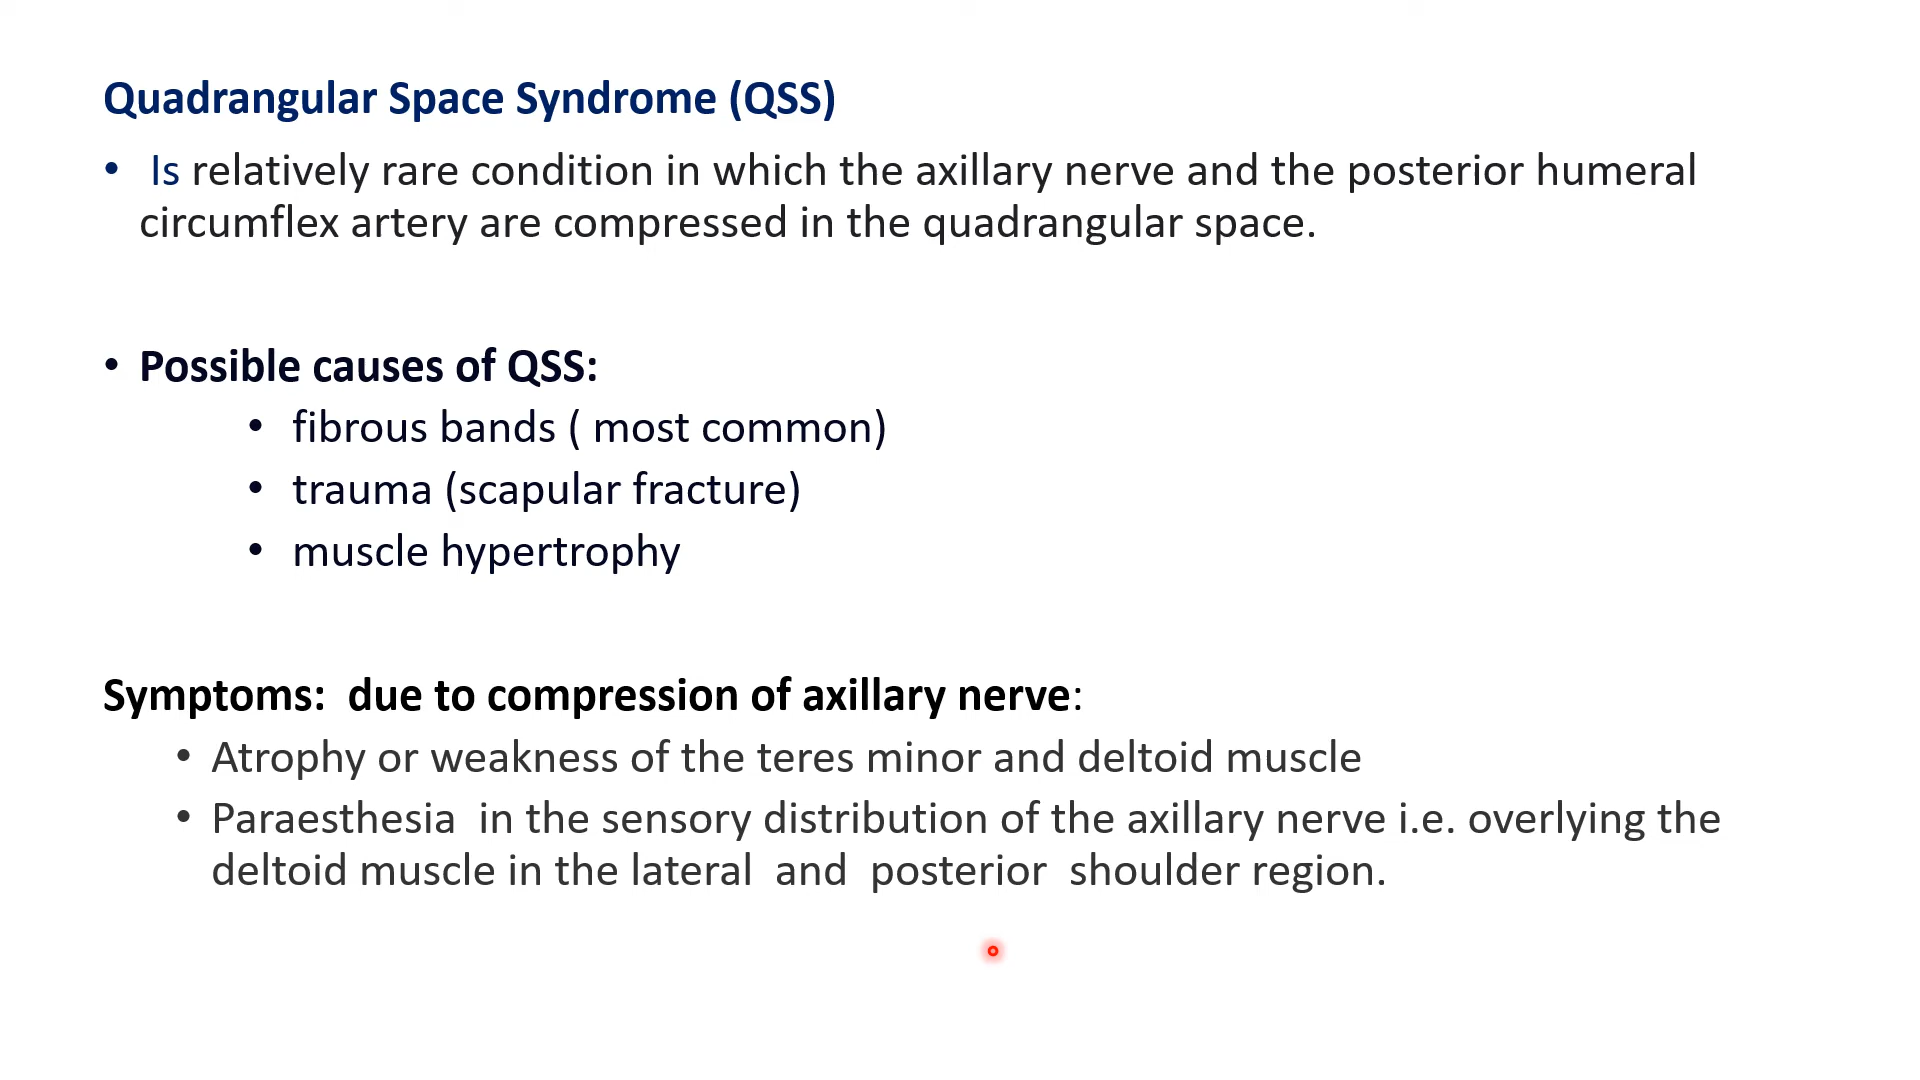 Quadrangular Space Syndrome (QSS)
• Is relatively rare condition in which the axillary nerve and the posterior humeral
circumflex artery are compressed in the quadrangular space.
• Possible causes of QSS:
• fibrous bands ( most common)
• trauma (scapular fracture)
• muscle hypertrophy
Symptoms:  due to compression of axillary nerve:
• Atrophy or weakness of the teres minor and deltoid muscle
• Paraesthesia  in the sensory distribution of the axillary nerve i.e. overlying the
deltoid muscle in the lateral  and  posterior  shoulder region.